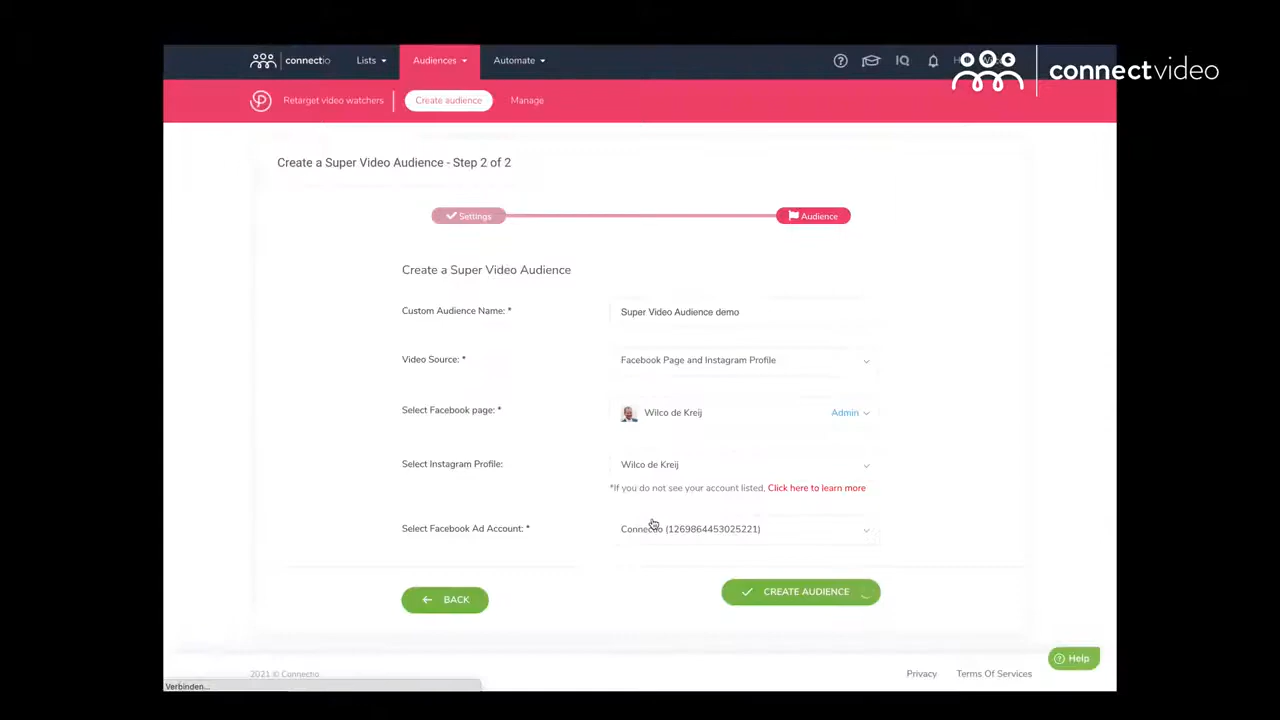 connectio
Lists
Audiences
Automate
IQ
connectvideo
Retarget video watchers
Create audience
Manage
Create a Super Video Audience - Step 2 of 2
Settings
Audience
Create a Super Video Audience
Custom Audience Name: *
Super Video Audience demo
Video Source: *
Facebook Page and Instagram Profile
Select Facebook page: *
Wilco de Kreij
Admin
Select Instagram Profile:
Wilco de Kreij
*If you do not see your account listed, Click here to learn more
Select Facebook Ad Account: *
Connectio (1269864453025221)
BACK
CREATE AUDIENCE
Help
2021 © Connectio
Privacy
Terms Of Services
Verbinden...